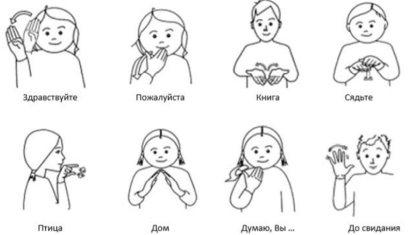 Здравствуйте
Пожалуйста
Книга
Сядьте
Птица
Дом
Думаю, Вы ...
До свидания